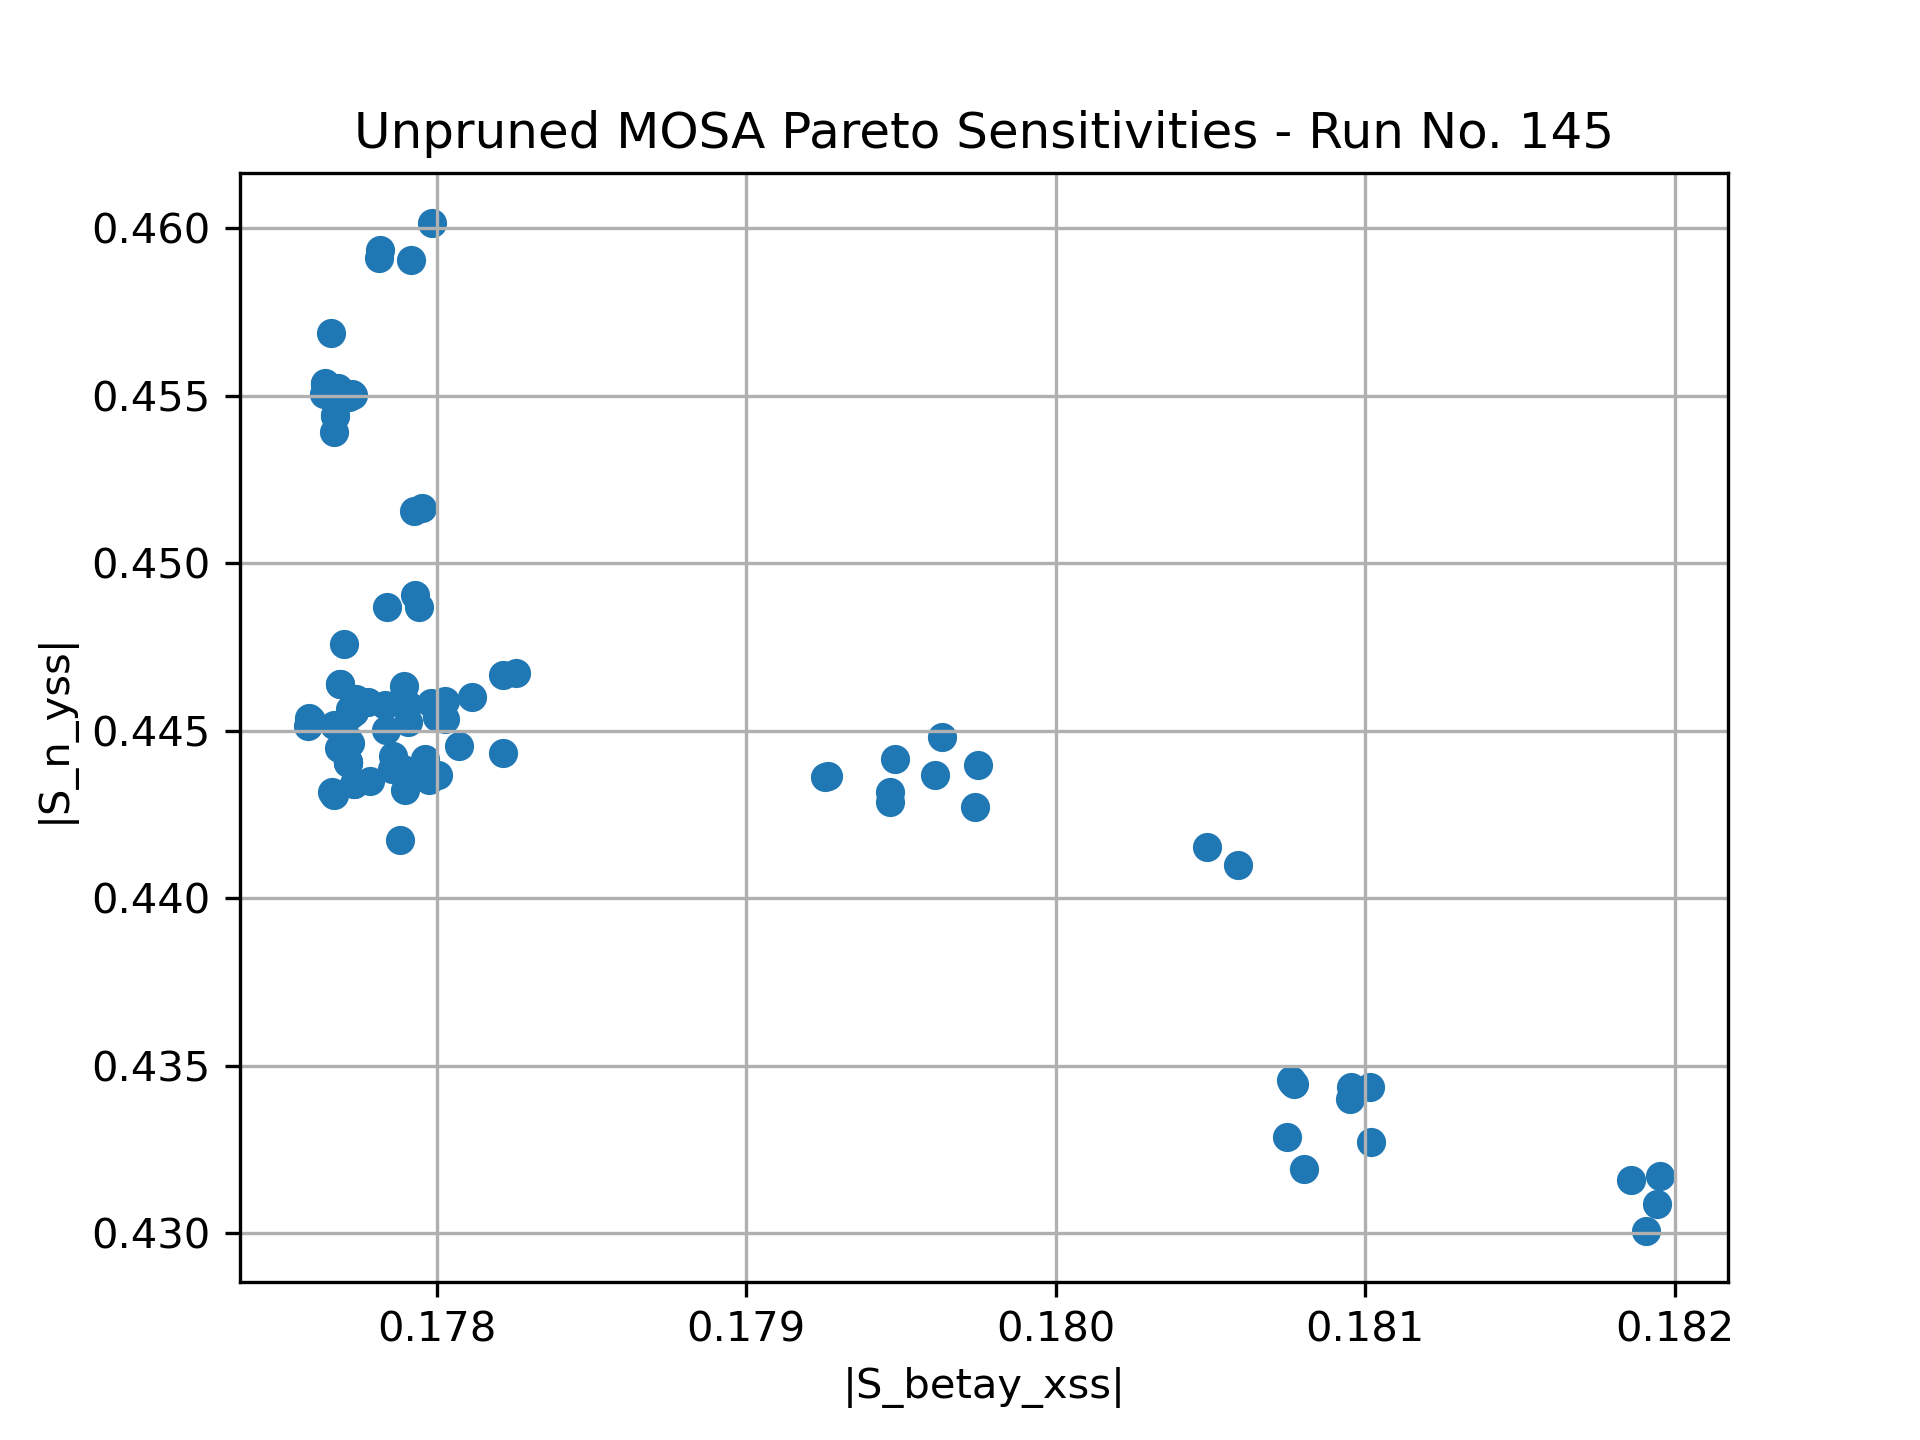 Unpruned MOSA Pareto Sensitivities - Run No. 145
0.460
0.455
0.450
0.445
0.440
0.435
0.430
|S_n_yss|
0.178 0.179 0.180 0.181 0.182
|S_betay_xss|